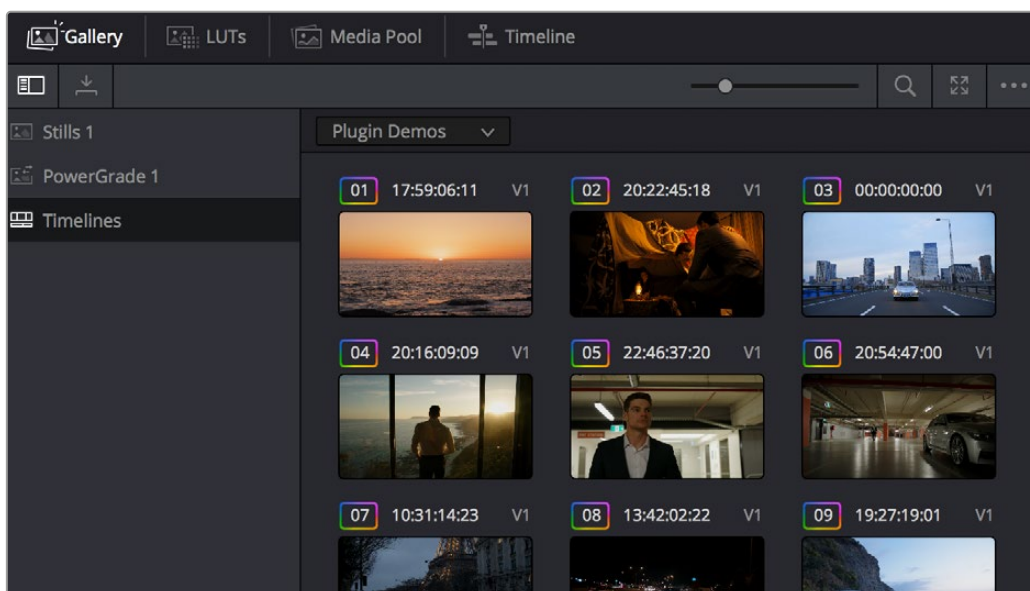 Gallery LUTs Media Pool Timeline
Stills 1
PowerGrade 1
Timelines
Plugin Demos
01 17:59:06:11 V1 02 20:22:45:18 V1 03 00:00:00:00 V1
04 20:16:09:09 V1 05 22:46:37:20 V1 06 20:54:47:00 V1
07 10:31:14:23 V1 08 13:42:02:22 V1 09 19:27:19:01 V1